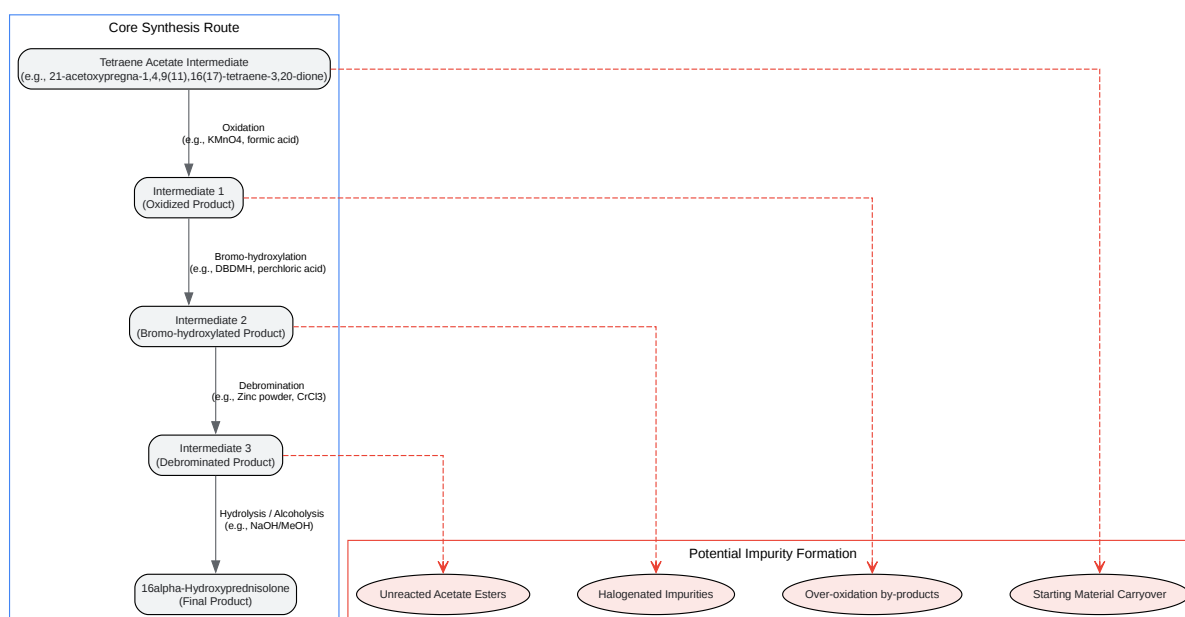 Core Synthesis Route
Tetraene Acetate Intermediate
(e.g., 21-acetoxypregna-1,4,9(11),16(17)-tetraene-3,20-dione)
Oxidation
(e.g., KMnO4, formic acid)
Intermediate 1
(Oxidized Product)
Bromo-hydroxylation
(e.g., DBDMH, perchloric acid)
Intermediate 2
(Bromo-hydroxylated Product)
Debromination
(e.g., Zinc powder, CrCl3)
Intermediate 3
(Debrominated Product)
Hydrolysis / Alcoholysis
(e.g., NaOH/MeOH)
16alpha-Hydroxyprednisolone
(Final Product)
Potential Impurity Formation
Unreacted Acetate Esters
Halogenated Impurities
Over-oxidation by-products
Starting Material Carryover